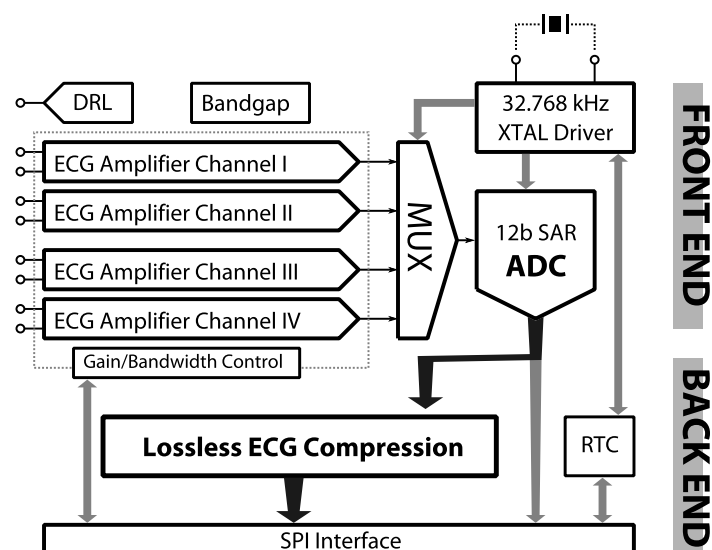 DRL
Bandgap
32.768 kHz
XTAL Driver
ECG Amplifier Channel I
ECG Amplifier Channel II
ECG Amplifier Channel III
ECG Amplifier Channel IV
MUX
12b SAR
ADC
Gain/Bandwidth Control
Lossless ECG Compression
RTC
SPI Interface
FRONT END
BACK END